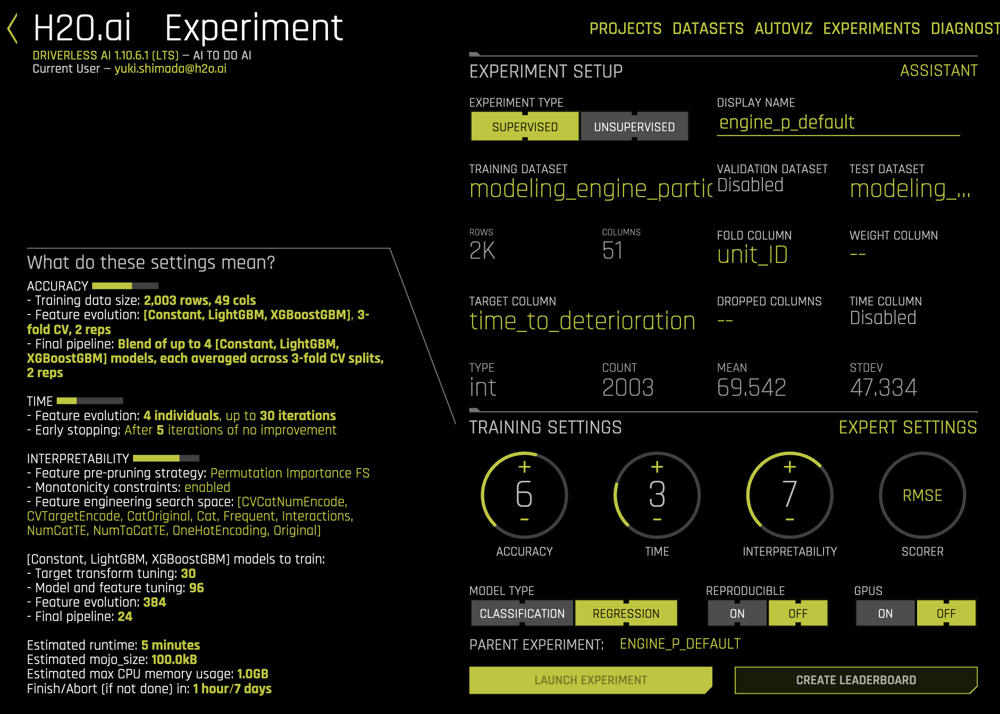 H2O.ai Experiment
DRIVERLESS AI 1.10.6.1 (LTS) — AI TO DO AI
Current User — yuki.shimada@h2o.ai
PROJECTS DATASETS AUTOVIZ EXPERIMENTS DIAGNOST
EXPERIMENT SETUP ASSISTANT
EXPERIMENT TYPE DISPLAY NAME
SUPERVISED UNSUPERVISED engine_p_default
TRAINING DATASET VALIDATION DATASET TEST DATASET
modeling_engine_partic Disabled modeling_...
ROWS COLUMNS FOLD COLUMN WEIGHT COLUMN
2K 51 unit_ID --
TARGET COLUMN DROPPED COLUMNS TIME COLUMN
time_to_deterioration -- Disabled
TYPE COUNT MEAN STDEV
int 2003 69.542 47.334
What do these settings mean?
ACCURACY
- Training data size: 2,003 rows, 49 cols
- Feature evolution: [Constant, LightGBM, XGBoostGBM], 3-
fold CV, 2 reps
- Final pipeline: Blend of up to 4 [Constant, LightGBM,
XGBoostGBM] models, each averaged across 3-fold CV splits,
2 reps
TIME
- Feature evolution: 4 individuals, up to 30 iterations
- Early stopping: After 5 iterations of no improvement
INTERPRETABILITY
- Feature pre-pruning strategy: Permutation Importance FS
- Monotonicity constraints: enabled
- Feature engineering search space: [CVCatNumEncode,
CVTargetEncode, CatOriginal, Cat, Frequent, Interactions,
NumCatTE, NumToCatTE, OneHotEncoding, Original]
[Constant, LightGBM, XGBoostGBM] models to train:
- Target transform tuning: 30
- Model and feature tuning: 96
- Feature evolution: 384
- Final pipeline: 24
Estimated runtime: 5 minutes
Estimated mojo_size: 100.0kB
Estimated max CPU memory usage: 1.0GB
Finish/Abort (if not done) in: 1 hour/7 days
TRAINING SETTINGS EXPERT SETTINGS
+ + +
6 3 7 RMSE
- - -
ACCURACY TIME INTERPRETABILITY SCORER
MODEL TYPE REPRODUCIBLE GPUS
CLASSIFICATION REGRESSION ON OFF ON OFF
PARENT EXPERIMENT: ENGINE_P_DEFAULT
LAUNCH EXPERIMENT CREATE LEADERBOARD